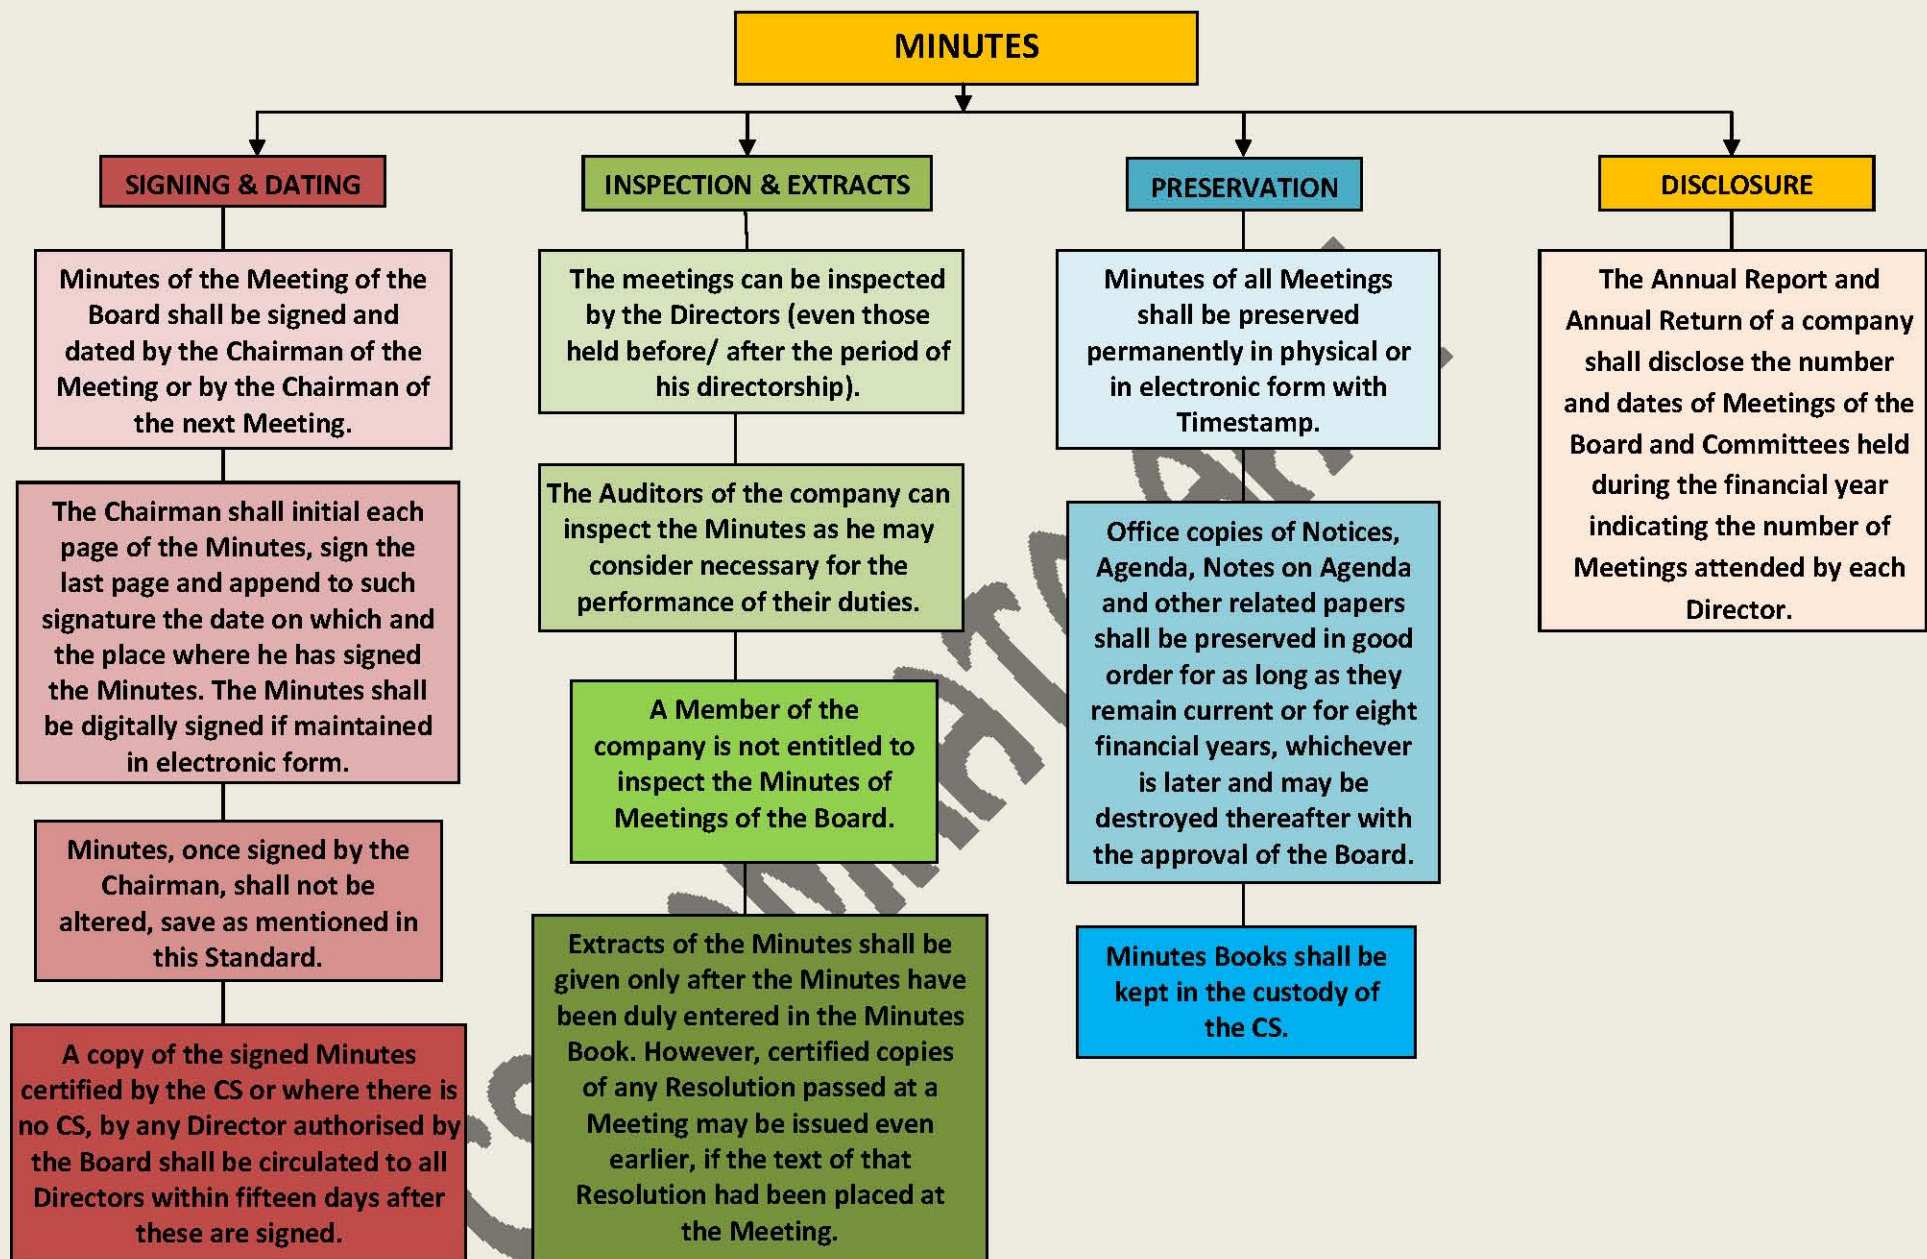 MINUTES
SIGNING & DATING
Minutes of the Meeting of the
Board shall be signed and
dated by the Chairman of the
Meeting or by the Chairman of
the next Meeting.
The Chairman shall initial each
page of the Minutes, sign the
last page and append to such
signature the date on which and
the place where he has signed
the Minutes. The Minutes shall
be digitally signed if maintained
in electronic form.
Minutes, once signed by the
Chairman, shall not be
altered, save as mentioned in
this Standard.
A copy of the signed Minutes
certified by the CS or where there is
no CS, by any Director authorised by
the Board shall be circulated to all
Directors within fifteen days after
these are signed.
INSPECTION & EXTRACTS
The meetings can be inspected
by the Directors (even those
held before/ after the period of
his directorship).
The Auditors of the company can
inspect the Minutes as he may
consider necessary for the
performance of their duties.
A Member of the
company is not entitled to
inspect the Minutes of
Meetings of the Board.
Extracts of the Minutes shall be
given only after the Minutes have
been duly entered in the Minutes
Book. However, certified copies
of any Resolution passed at a
Meeting may be issued even
earlier, if the text of that
Resolution had been placed at
the Meeting.
PRESERVATION
Minutes of all Meetings
shall be preserved
permanently in physical or
in electronic form with
Timestamp.
Office copies of Notices,
Agenda, Notes on Agenda
and other related papers
shall be preserved in good
order for as long as they
remain current or for eight
financial years, whichever
is later and may be
destroyed thereafter with
the approval of the Board.
Minutes Books shall be
kept in the custody of
the CS.
DISCLOSURE
The Annual Report and
Annual Return of a company
shall disclose the number
and dates of Meetings of the
Board and Committees held
during the financial year
indicating the number of
Meetings attended by each
Director.